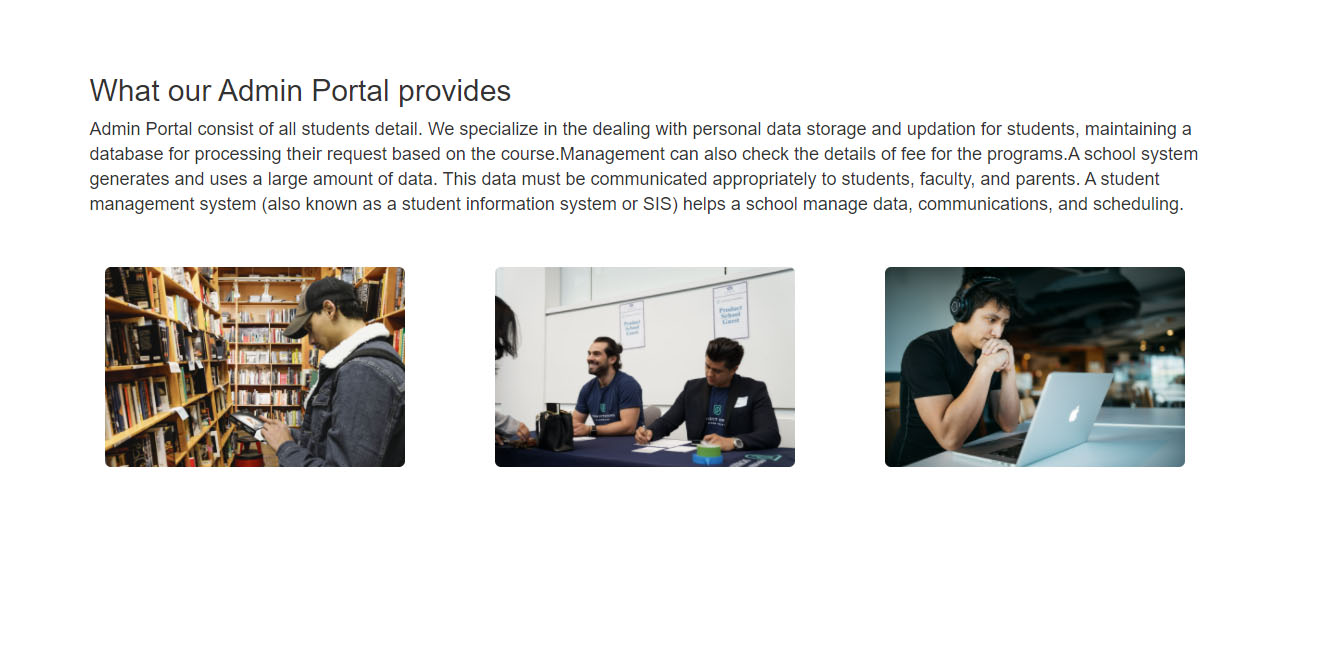 What our Admin Portal provides
Admin Portal consist of all students detail. We specialize in the dealing with personal data storage and updation for students, maintaining a
database for processing their request based on the course.Management can also check the details of fee for the programs.A school system
generates and uses a large amount of data. This data must be communicated appropriately to students, faculty, and parents. A student
management system (also known as a student information system or SIS) helps a school manage data, communications, and scheduling.
Product
School
Guest
Product
School
Guest